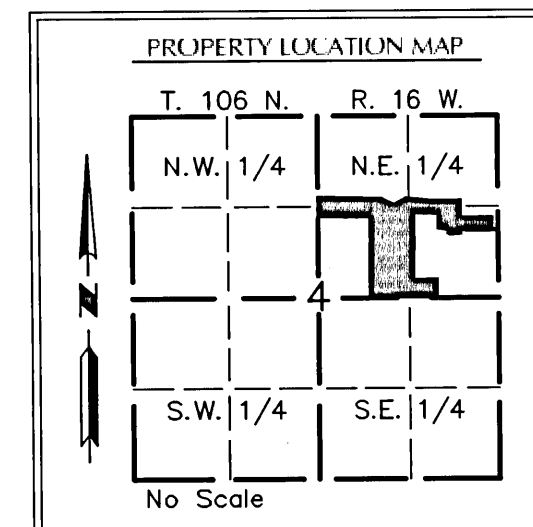 PROPERTY LOCATION MAP
T. 106 N. R. 16 W.
N.W. 1/4 N.E. 1/4
N
4
S.W. 1/4 S.E. 1/4
No Scale